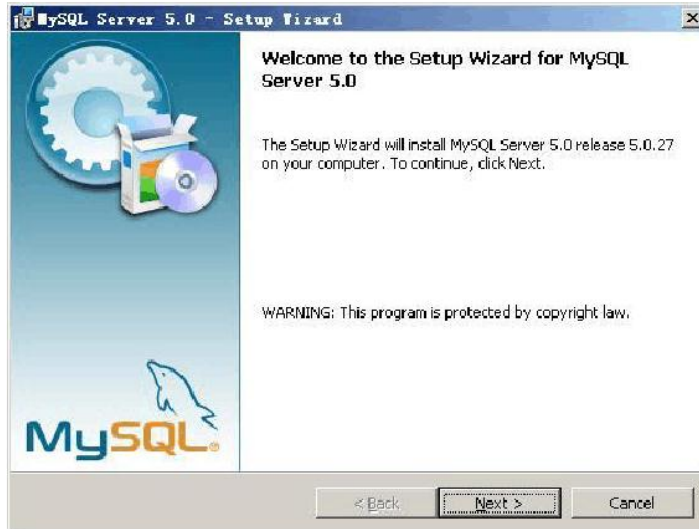 MySQL Server 5.0 - Setup Wizard
Welcome to the Setup Wizard for MySQL
Server 5.0
The Setup Wizard will install MySQL Server 5.0 release 5.0.27
on your computer. To continue, click Next.
WARNING: This program is protected by copyright law.
MySQL®
< Back Next > Cancel